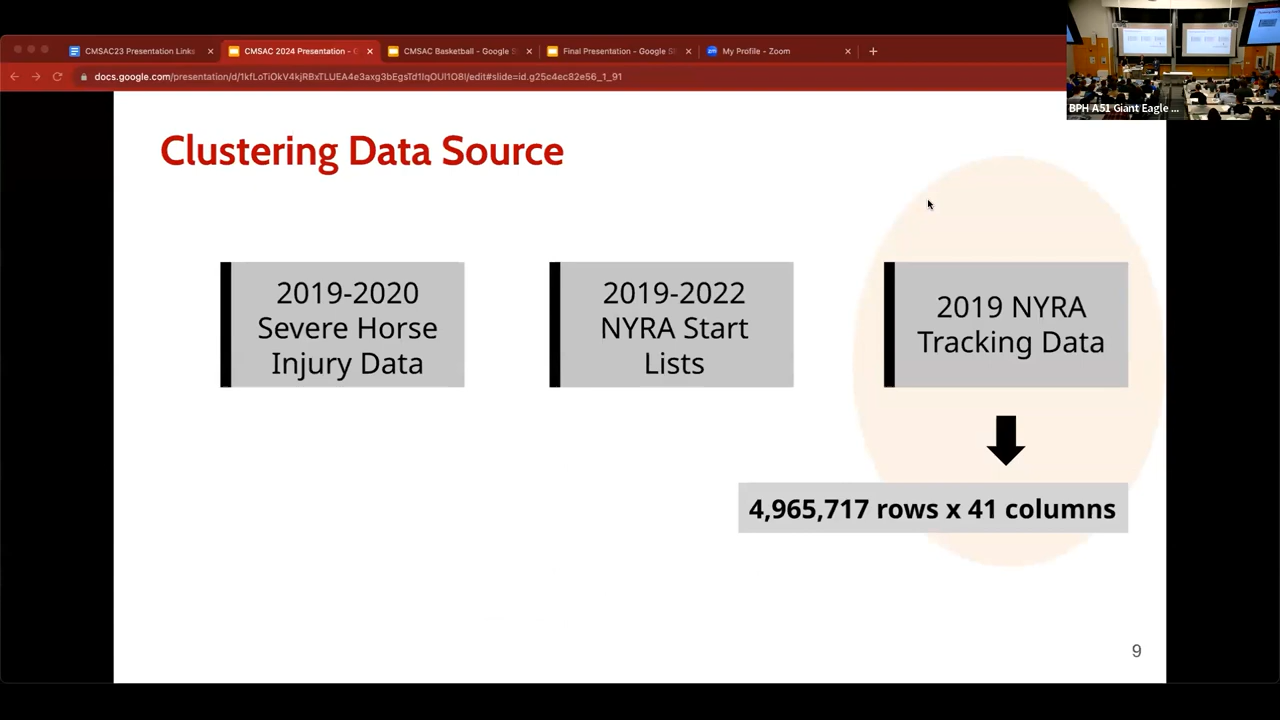 CMSAC23 Presentation Links
CMSAC 2024 Presentation - G
CMSAC Basketball - Google S
Final Presentation - Google Sl
My Profile - Zoom
BPH A51 Giant Eagle ...
Clustering Data Source
2019-2020
Severe Horse
Injury Data
2019-2022
NYRA Start
Lists
2019 NYRA
Tracking Data
4,965,717 rows x 41 columns
9